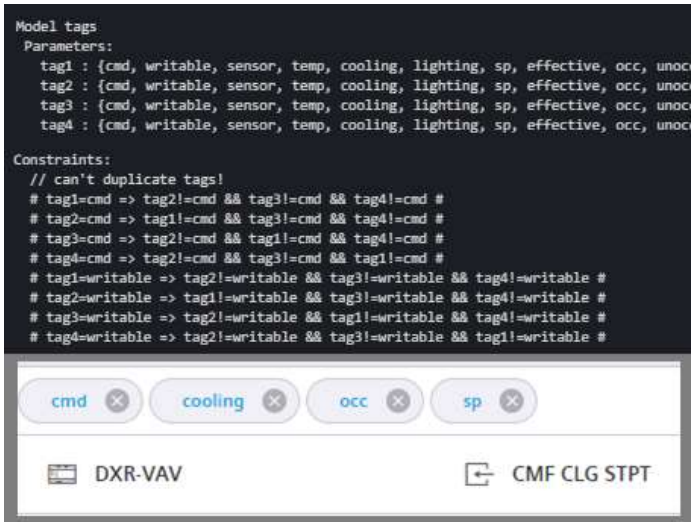 Model tags
Parameters:
tag1 : {cmd, writable, sensor, temp, cooling, lighting, sp, effective, occ, unocc
tag2 : {cmd, writable, sensor, temp, cooling, lighting, sp, effective, occ, unocc
tag3 : {cmd, writable, sensor, temp, cooling, lighting, sp, effective, occ, unocc
tag4 : {cmd, writable, sensor, temp, cooling, lighting, sp, effective, occ, unocc
Constraints:
// can't duplicate tags!
# tag1=cmd => tag2!=cmd && tag3!=cmd && tag4!=cmd #
# tag2=cmd => tag1!=cmd && tag3!=cmd && tag4!=cmd #
# tag3=cmd => tag2!=cmd && tag1!=cmd && tag4!=cmd #
# tag4=cmd => tag2!=cmd && tag3!=cmd && tag1!=cmd #
# tag1=writable => tag2!=writable && tag3!=writable && tag4!=writable #
# tag2=writable => tag1!=writable && tag3!=writable && tag4!=writable #
# tag3=writable => tag2!=writable && tag1!=writable && tag4!=writable #
# tag4=writable => tag2!=writable && tag3!=writable && tag1!=writable #
cmd cooling occ sp
DXR-VAV CMF CLG STPT